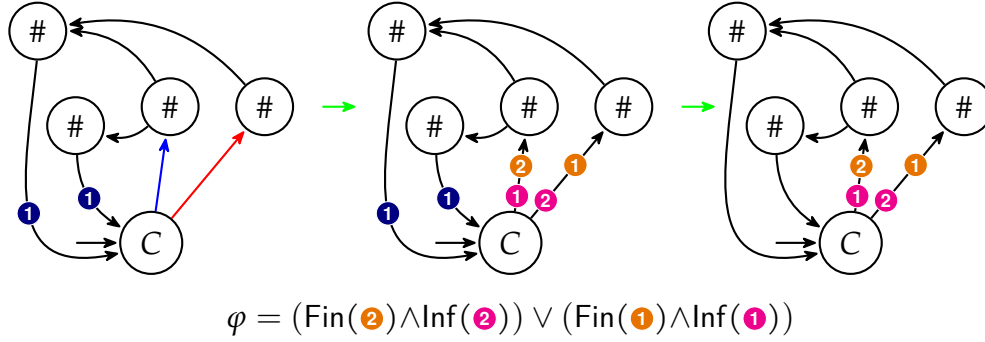 # # #
# # # # # #
# # #
2 1 2 1
1 1 1 1 2 1 2
1 1
C C C
φ = (Fin(2)∧Inf(2)) ∨ (Fin(1)∧Inf(1))